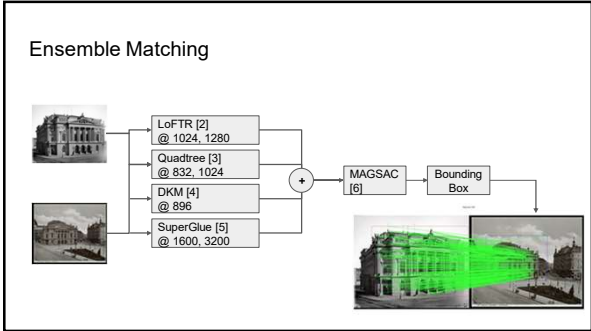 Ensemble Matching
LoFTR [2]
@ 1024, 1280
Quadtree [3]
@ 832, 1024
DKM [4]
@ 896
SuperGlue [5]
@ 1600, 3200
+
MAGSAC
[6]
Bounding
Box